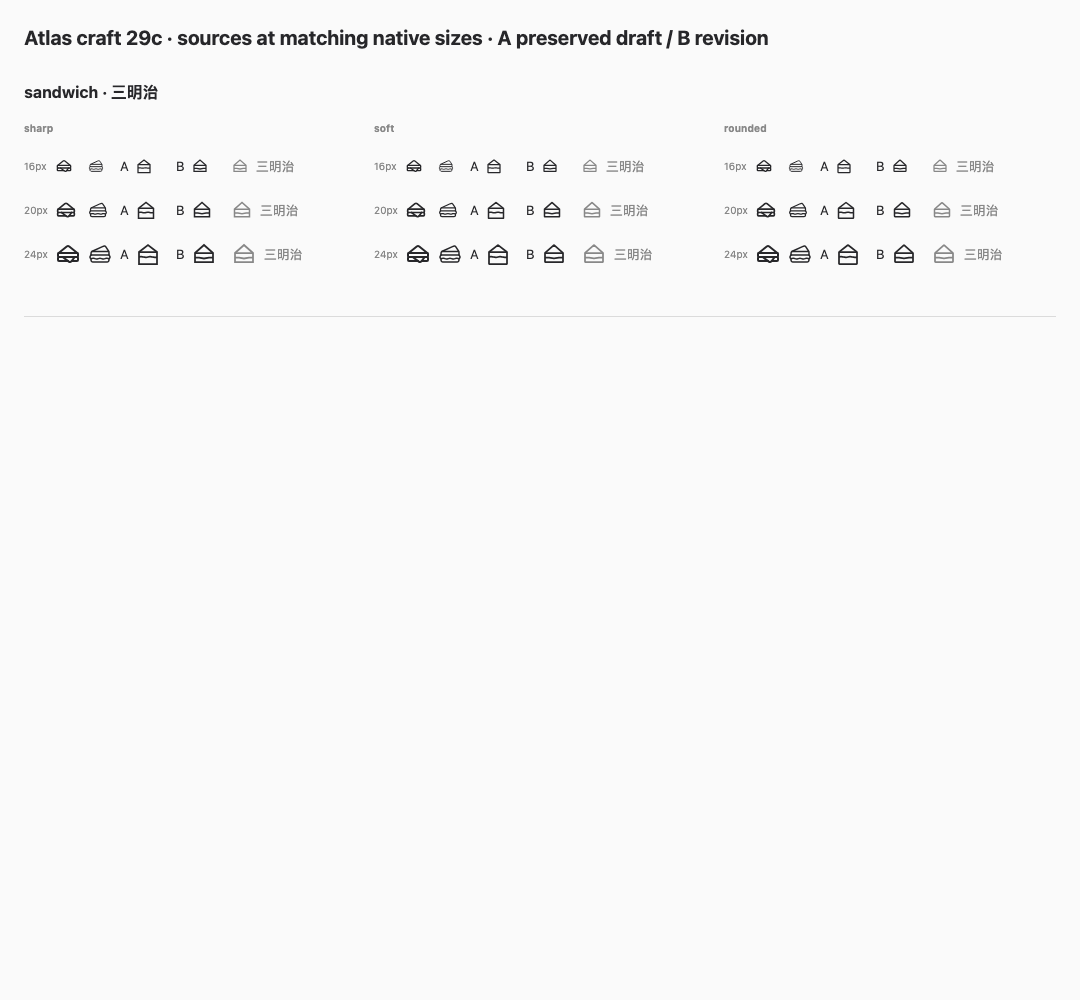 Atlas craft 29c · sources at matching native sizes · A preserved draft / B revision
sandwich · 三明治
sharp soft rounded
16px A B 三明治 16px A B 三明治 16px A B 三明治
20px A B 三明治 20px A B 三明治 20px A B 三明治
24px A B 三明治 24px A B 三明治 24px A B 三明治